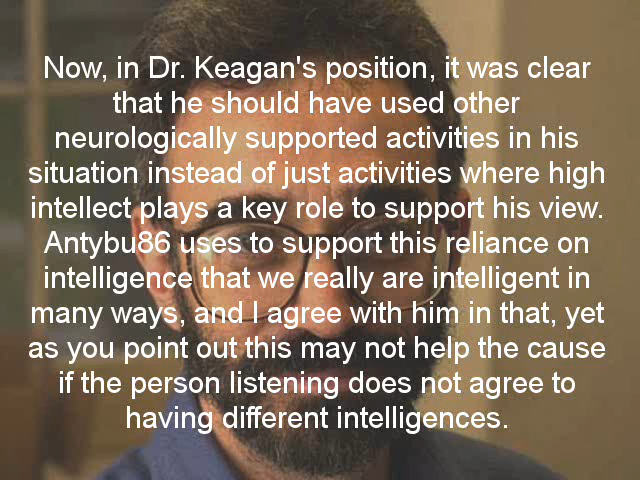 Now, in Dr. Keagan's position, it was clear
that he should have used other
neurologically supported activities in his
situation instead of just activities where high
intellect plays a key role to support his view.
Antybu86 uses to support this reliance on
intelligence that we really are intelligent in
many ways, and I agree with him in that, yet
as you point out this may not help the cause
if the person listening does not agree to
having different intelligences.